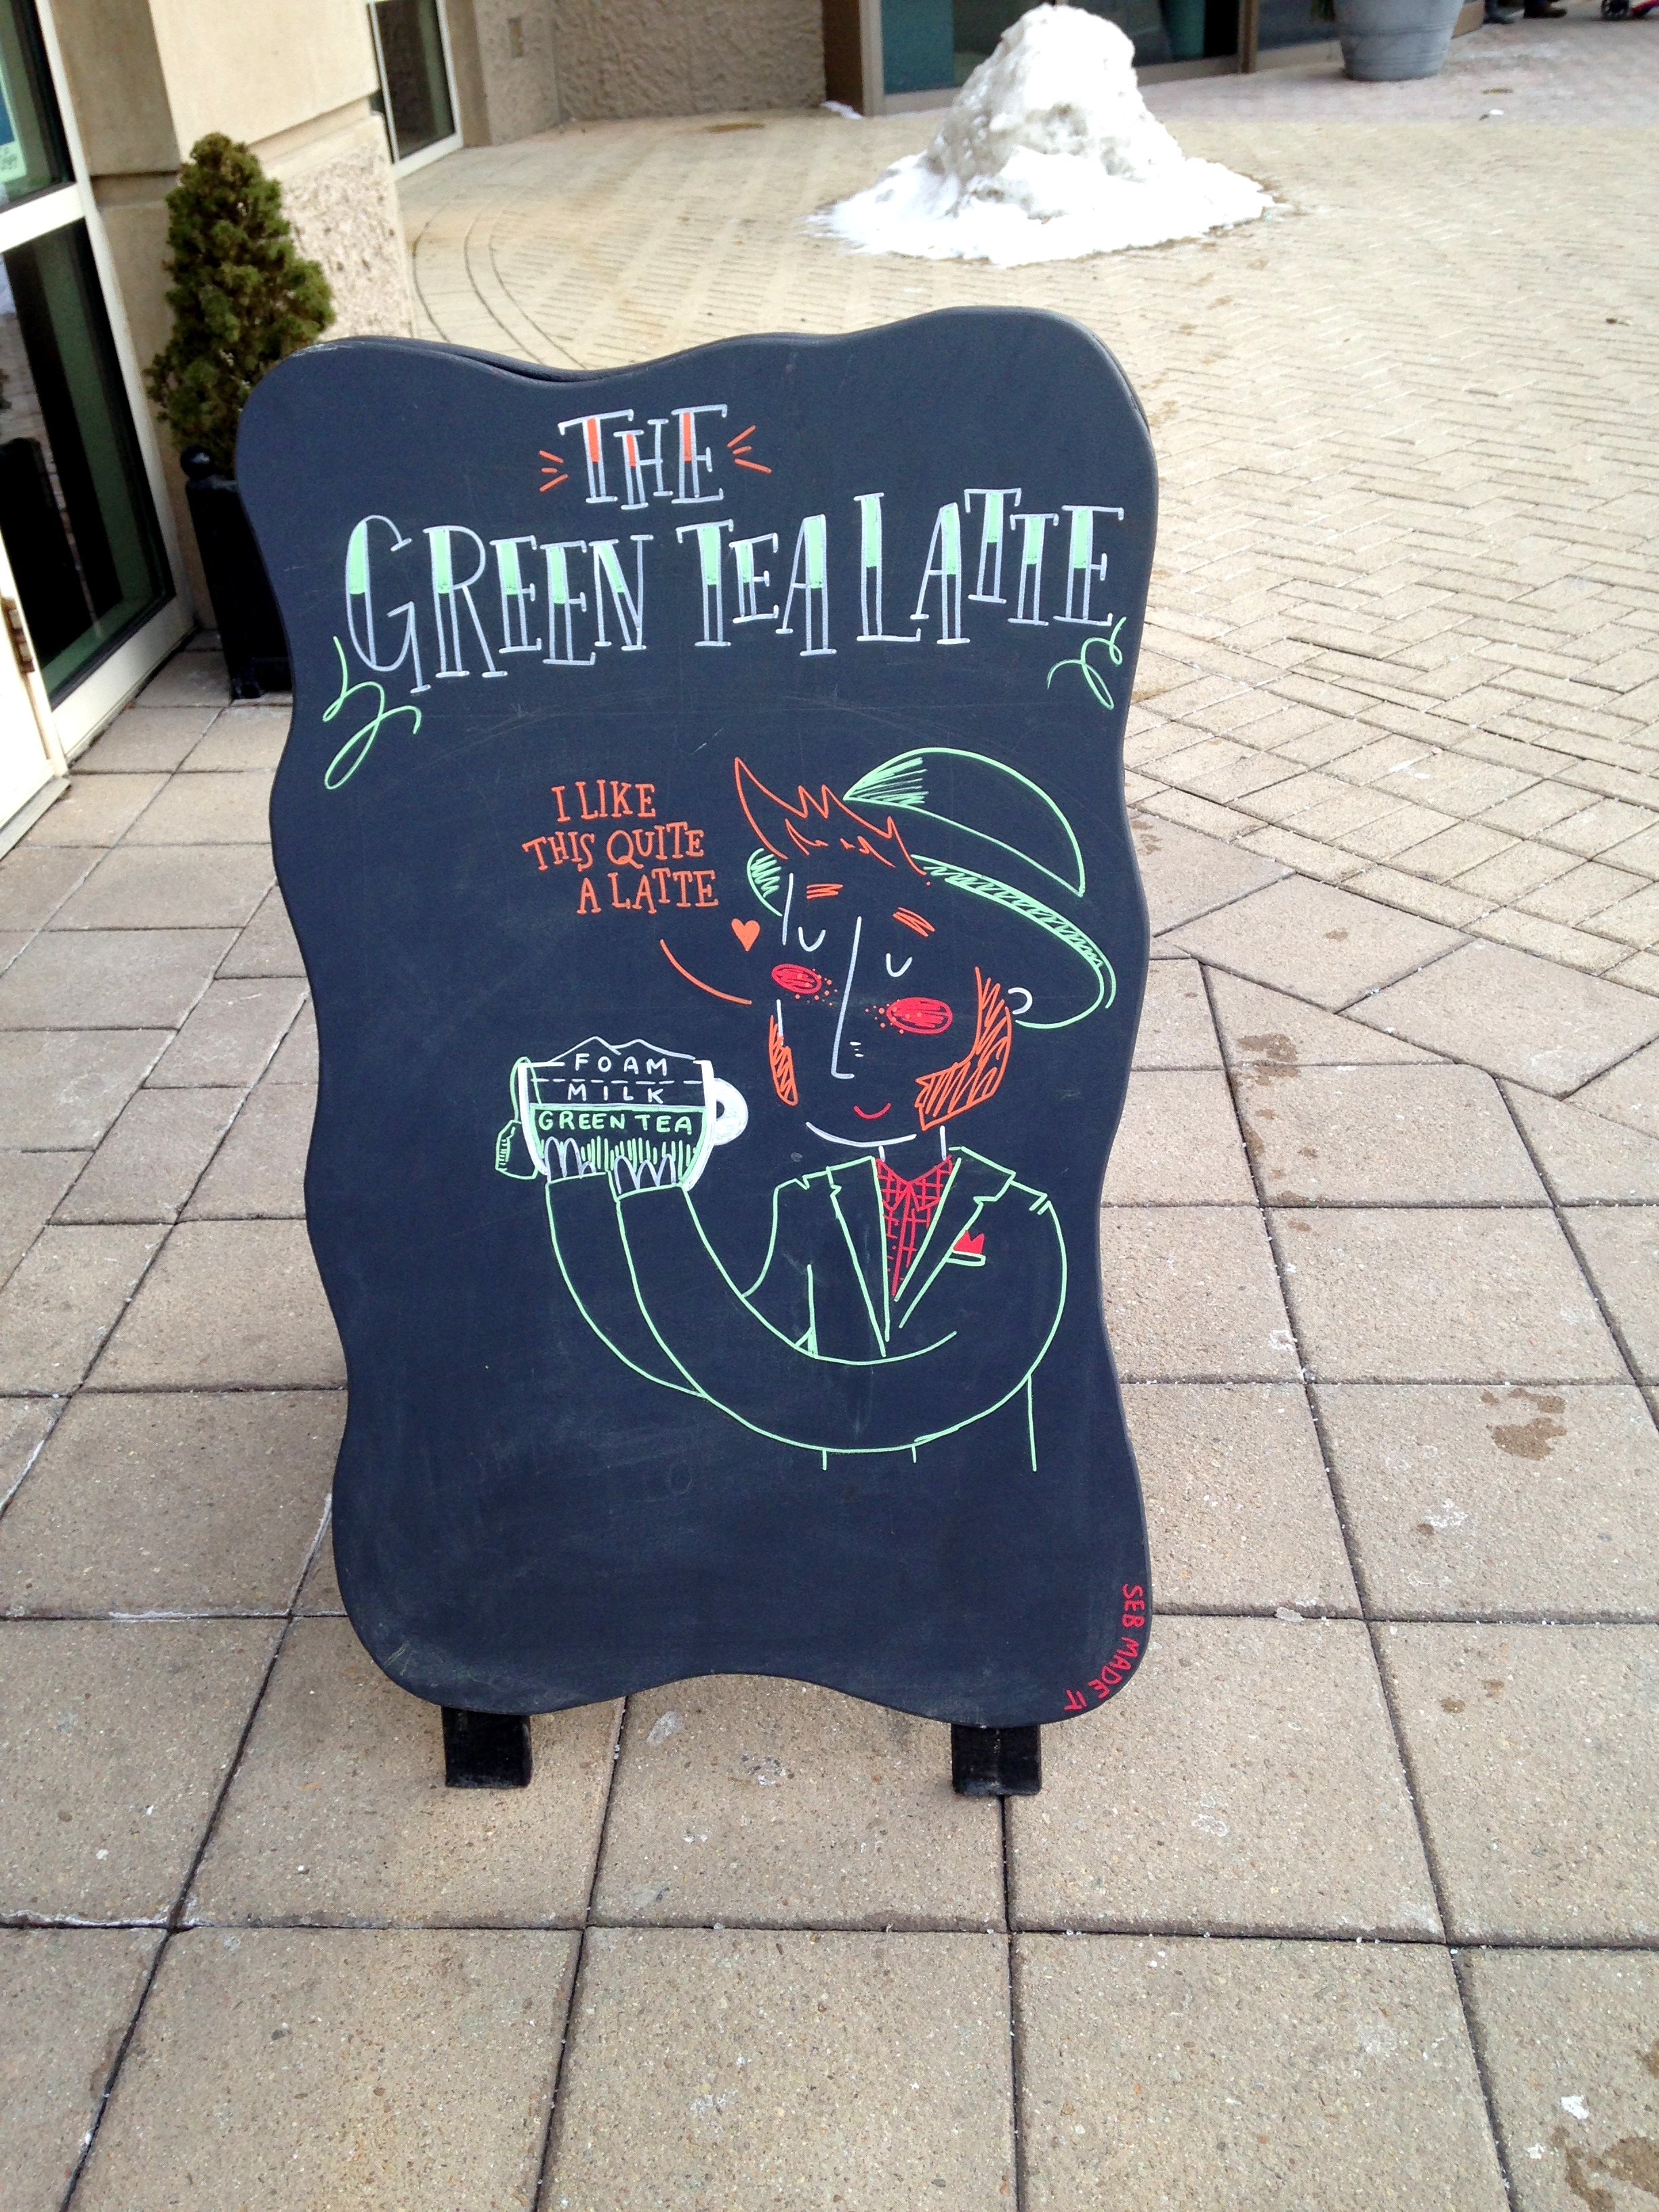 THE
GREEN TEA LATTE
I LIKE
THIS QUITE
A LATTE
FOAM
MILK
GREEN TEA
SEB MADE IT